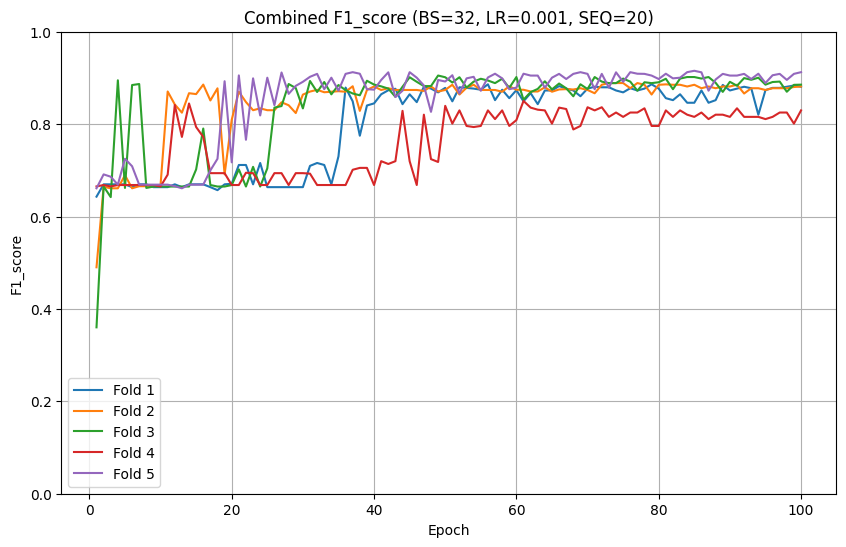 Combined F1_score (BS=32, LR=0.001, SEQ=20)
F1_score
1.0
0.8
0.6
0.4
0.2
0.0
Fold 1
Fold 2
Fold 3
Fold 4
Fold 5
0 20 40 60 80 100
Epoch